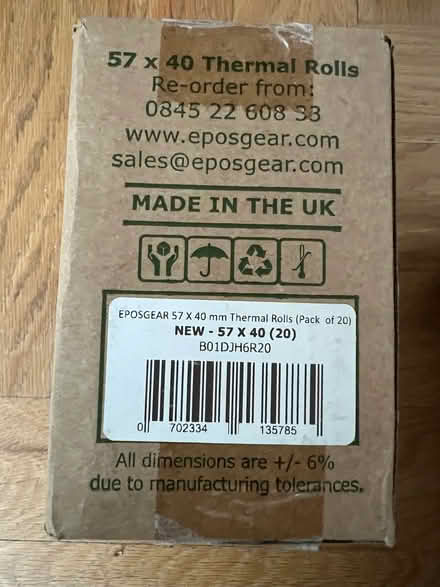 57 x 40 Thermal Rolls
Re-order from:
0845 22 608 33
www.eposgear.com
sales@eposgear.com
MADE IN THE UK
EPOSGEAR 57 X 40 mm Thermal Rolls (Pack of 20)
NEW - 57 X 40 (20)
B01DJH6R20
0 702334 135785
All dimensions are +/- 6%
due to manufacturing tolerances.